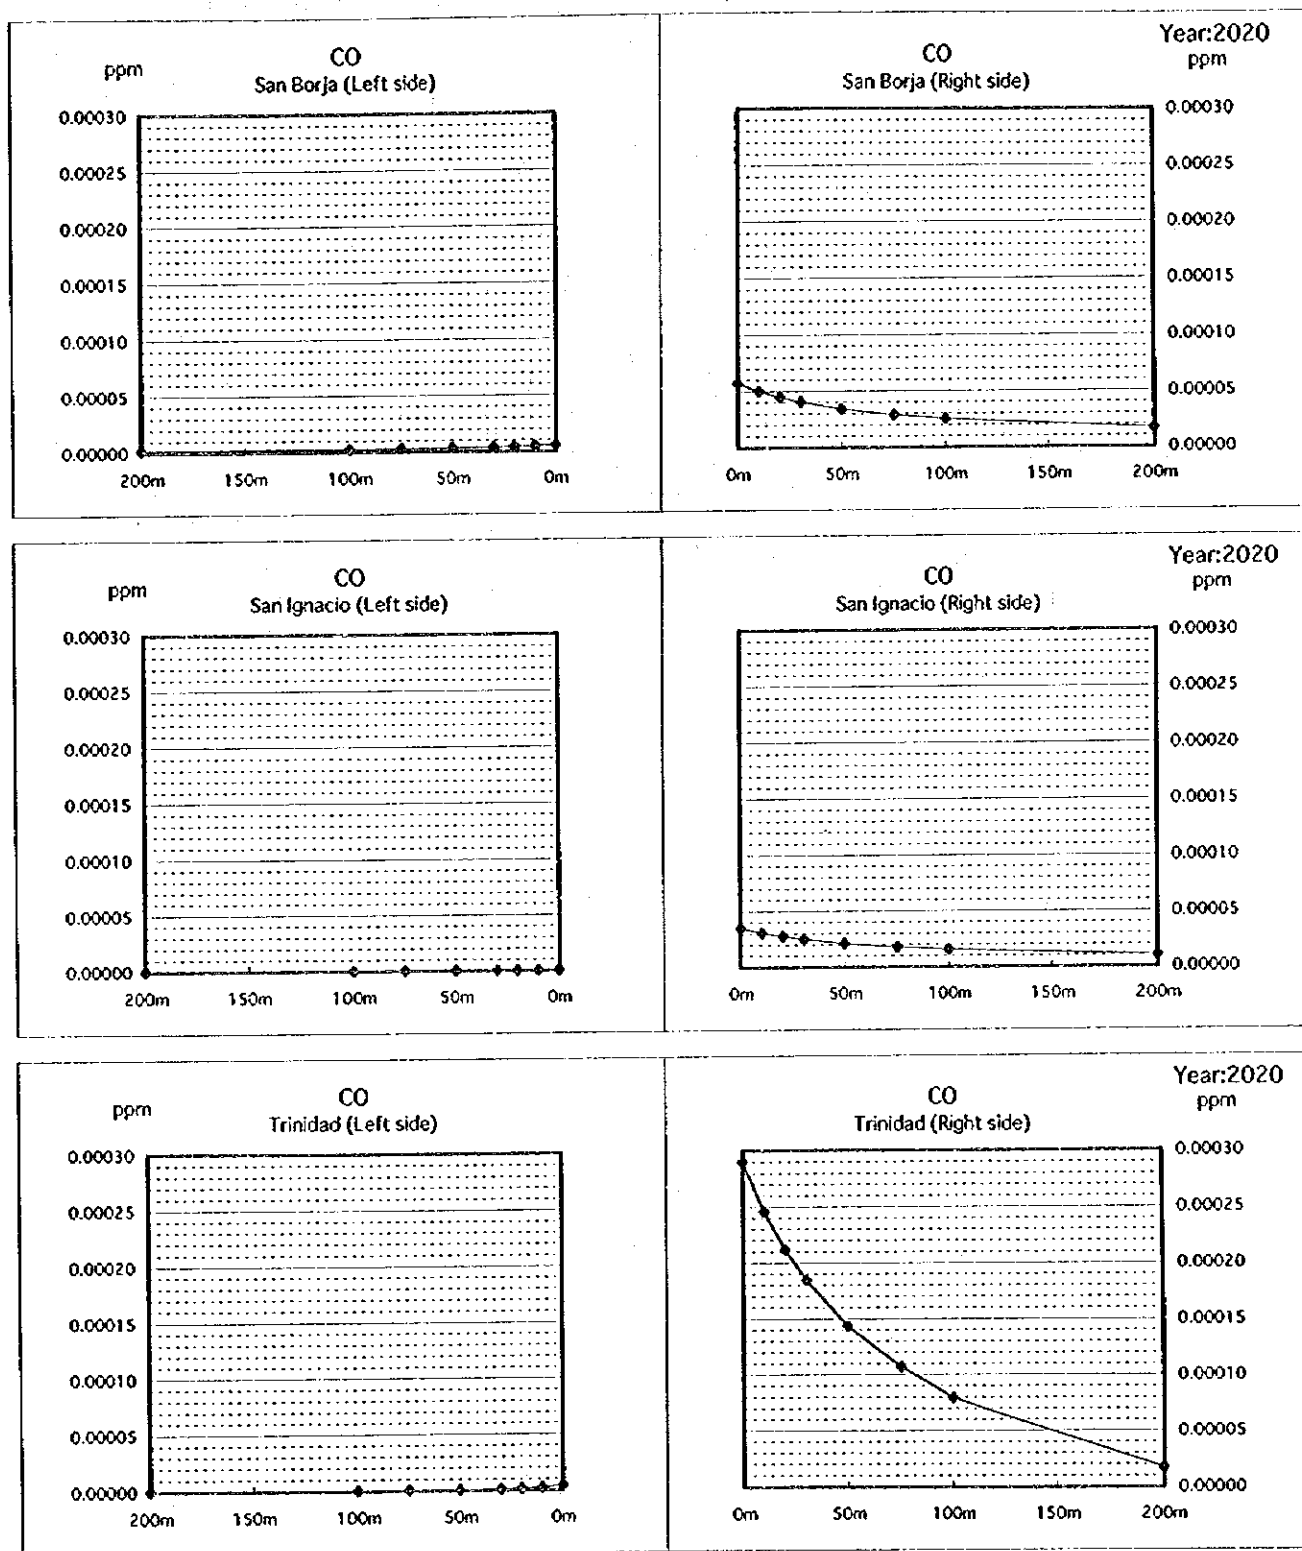 CO
ppm
San Borja (Left side)
0.00030
0.00025
0.00020
0.00015
0.00010
0.00005
0.00000
200m 150m 100m 50m 0m
Year:2020
CO
ppm
San Borja (Right side)
0.00030
0.00025
0.00020
0.00015
0.00010
0.00005
0.00000
0m 50m 100m 150m 200m
CO
ppm
San Ignacio (Left side)
0.00030
0.00025
0.00020
0.00015
0.00010
0.00005
0.00000
200m 150m 100m 50m 0m
Year:2020
CO
ppm
San Ignacio (Right side)
0.00030
0.00025
0.00020
0.00015
0.00010
0.00005
0.00000
0m 50m 100m 150m 200m
CO
ppm
Trinidad (Left side)
0.00030
0.00025
0.00020
0.00015
0.00010
0.00005
0.00000
200m 150m 100m 50m 0m
Year:2020
CO
ppm
Trinidad (Right side)
0.00030
0.00025
0.00020
0.00015
0.00010
0.00005
0.00000
0m 50m 100m 150m 200m